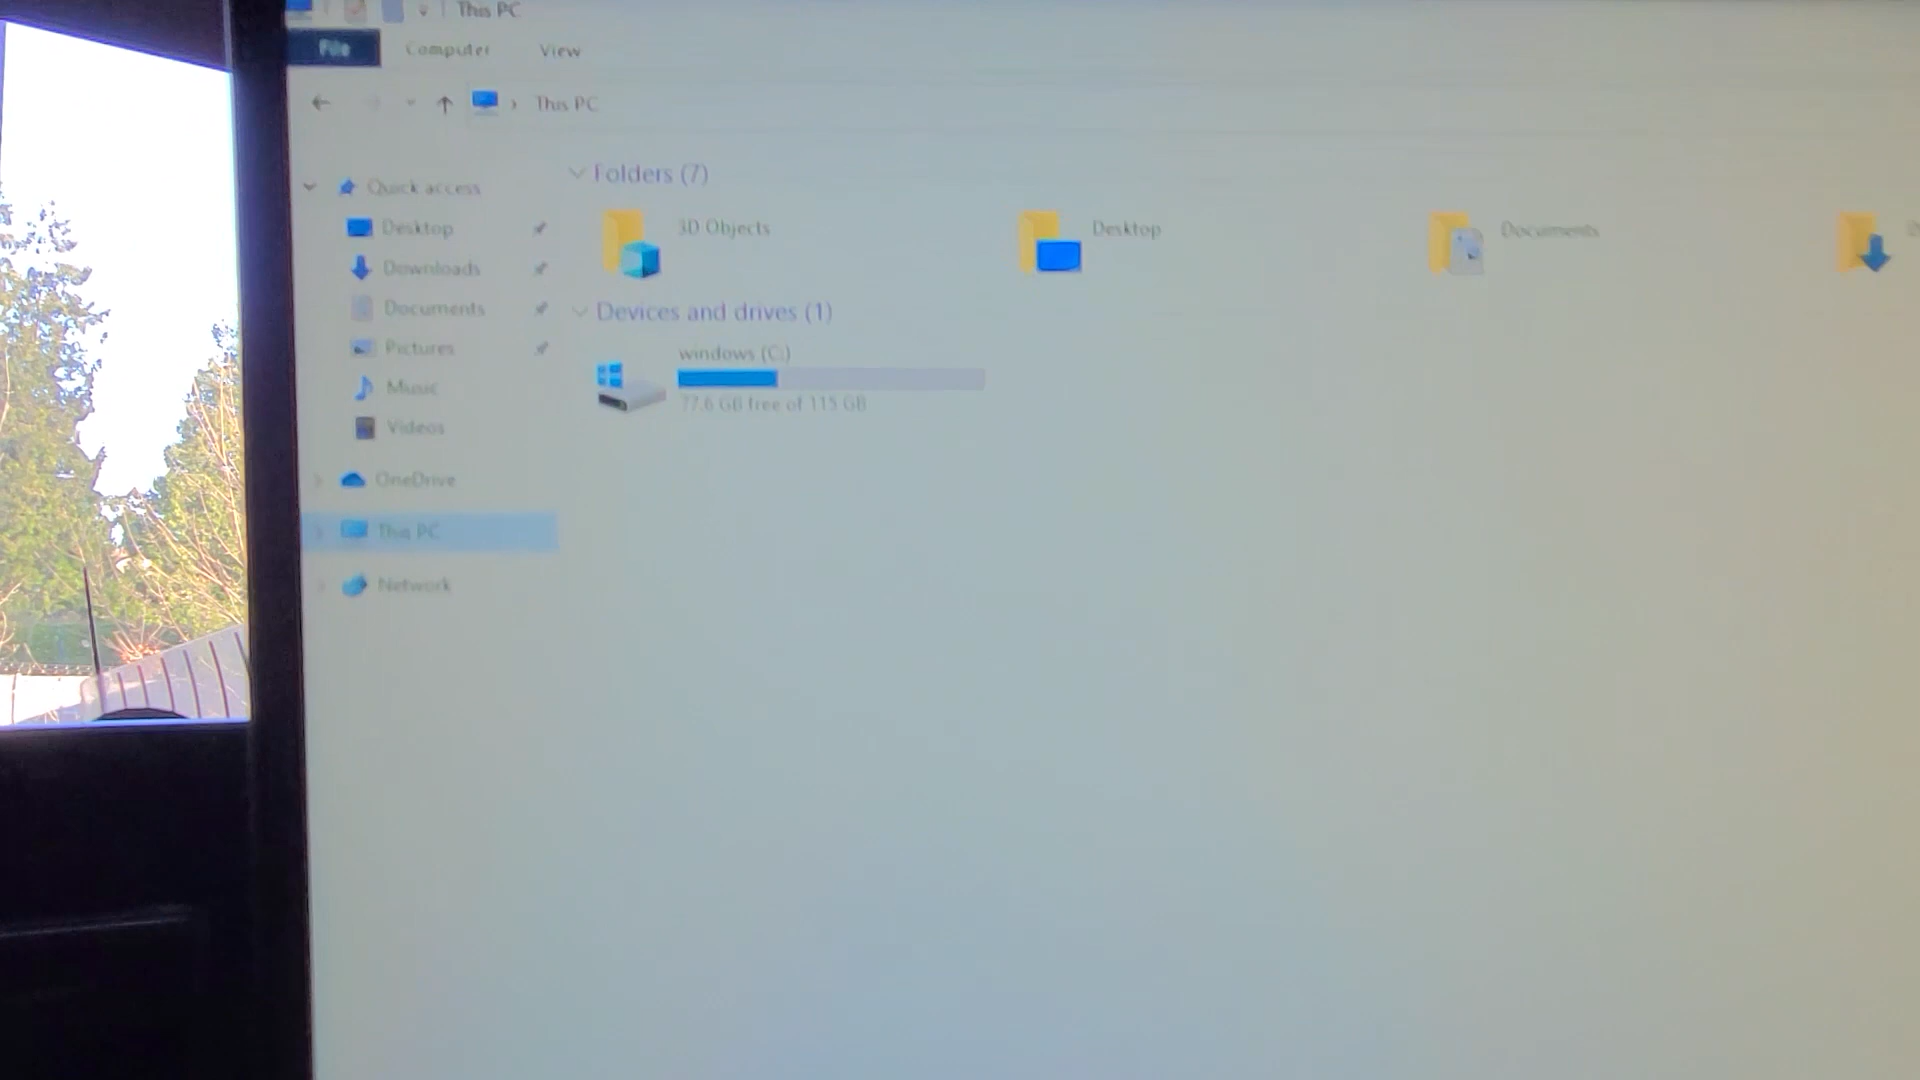 This PC
File Computer View
This PC
Quick access
Desktop
Downloads
Documents
Pictures
Music
Videos
OneDrive
This PC
Network
Folders (7)
3D Objects Desktop Documents
Devices and drives (1)
windows (C:)
77.6 GB free of 115 GB